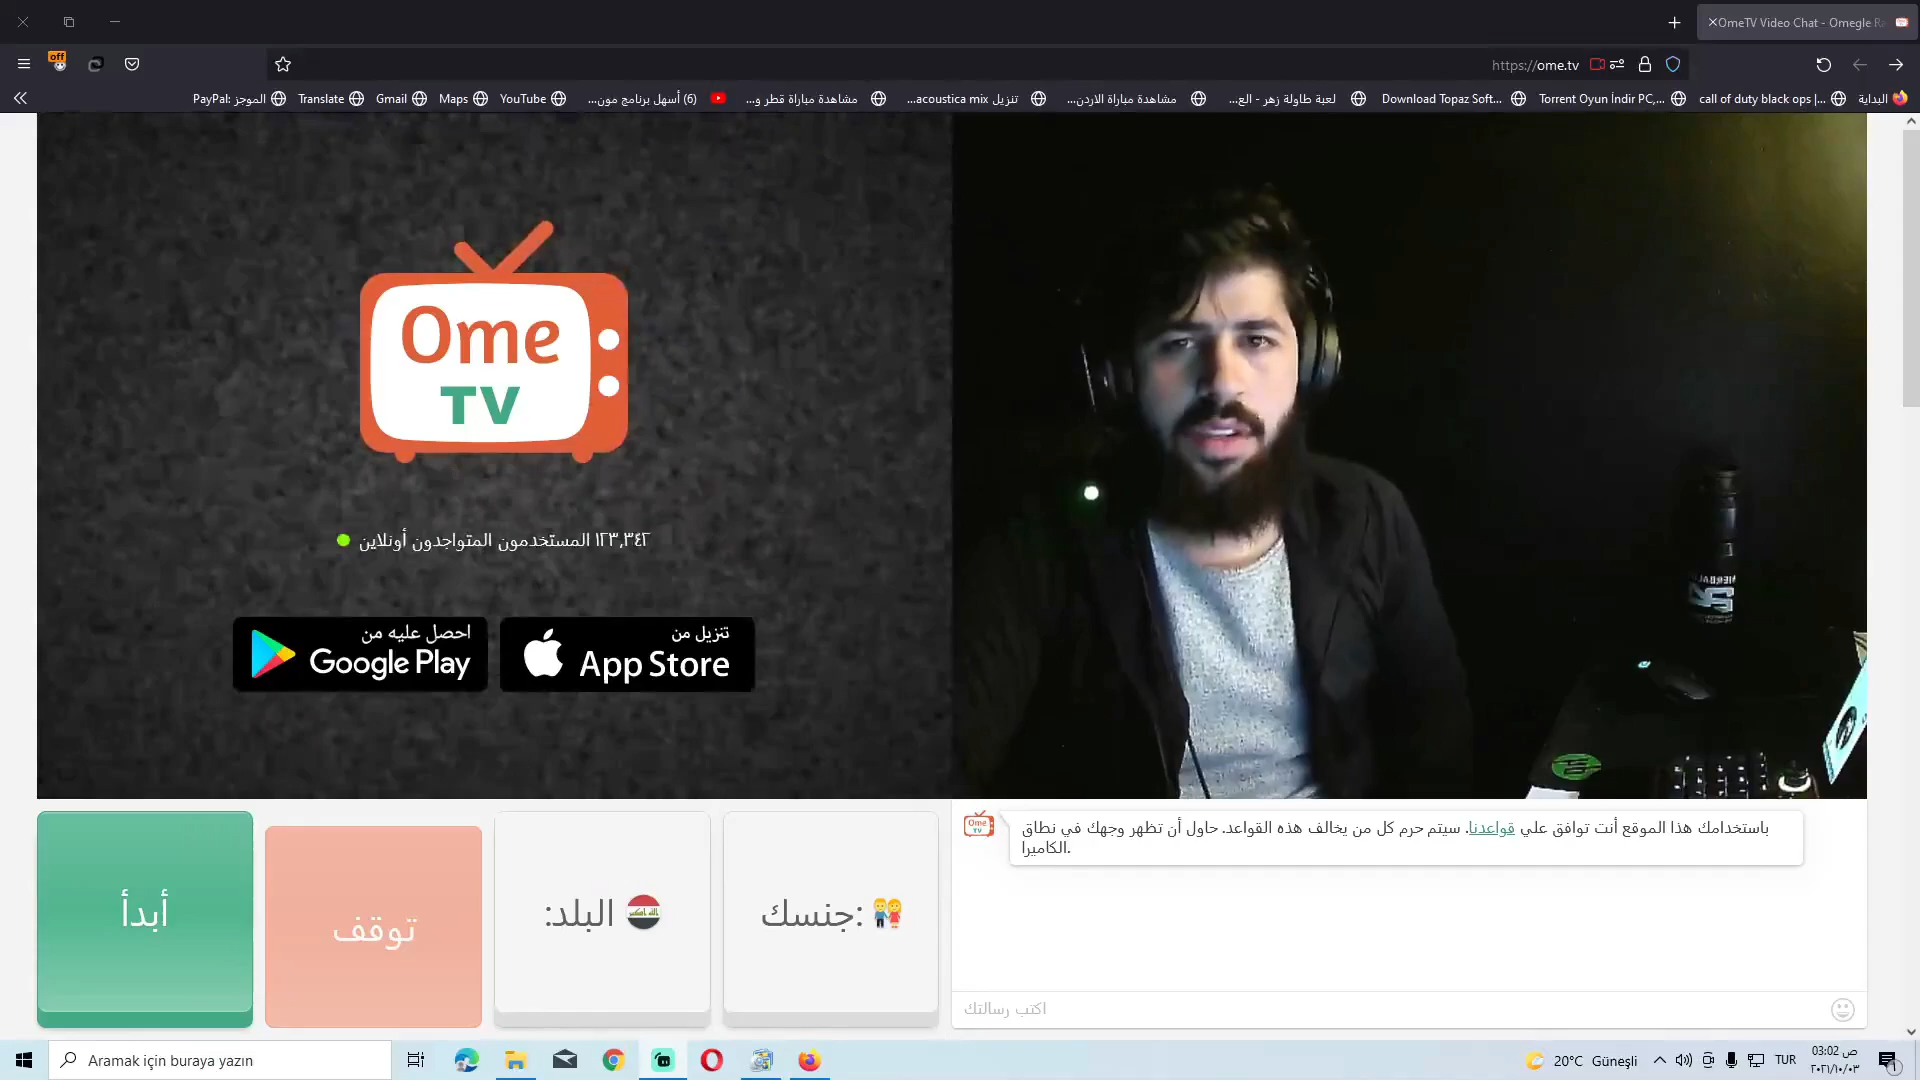 OmeTV Video Chat - Omegle Ra
off
https://ome.tv
البداية
call of duty black ops |...
Torrent Oyun İndir PC,...
Download Topaz Soft...
لعبة طاولة زهر - الع...
مشاهدة مباراة الاردن...
تنزيل acoustica mix...
مشاهدة مباراة قطر و...
(6) أسهل برنامج مون...
YouTube
Maps
Gmail
Translate
PayPal: الموجز
Ome
TV
١٢٣,٣٤٢ المستخدمون المتواجدون أونلاين
احصل عليه من
Google Play
تنزيل من
App Store
أبدأ
توقف
البلد:
جنسك:
Ome
TV
باستخدامك هذا الموقع أنت توافق علي قواعدنا. سيتم حرم كل من يخالف هذه القواعد. حاول أن تظهر وجهك في نطاق
الكاميرا.
اكتب رسالتك
Aramak için buraya yazın
20°C Güneşli
TUR
03:02 ص
٢٠٢١/١٠/٠٣
1